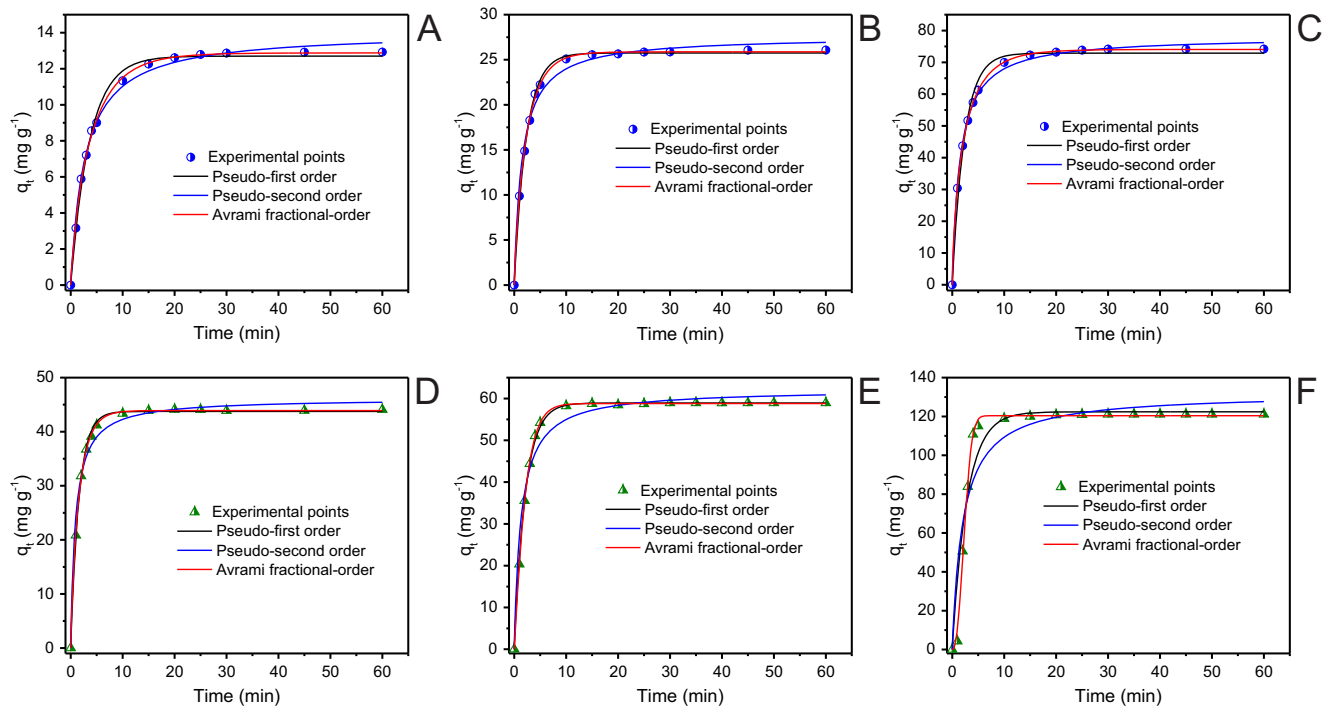 A
14
12
10
8
6
4
2
0
q_t (mg g⁻¹)
Experimental points
Pseudo-first order
Pseudo-second order
Avrami fractional-order
0 10 20 30 40 50 60
Time (min)
B
30
25
20
15
10
5
0
q_t (mg g⁻¹)
Experimental points
Pseudo-first order
Pseudo-second order
Avrami fractional-order
0 10 20 30 40 50 60
Time (min)
C
80
70
60
50
40
30
20
10
0
q_t (mg g⁻¹)
Experimental points
Pseudo-first order
Pseudo-second order
Avrami fractional-order
0 10 20 30 40 50 60
Time (min)
D
50
40
30
20
10
0
q_t (mg g⁻¹)
Experimental points
Pseudo-first order
Pseudo-second order
Avrami fractional-order
0 10 20 30 40 50 60
Time (min)
E
60
50
40
30
20
10
0
q_t (mg g⁻¹)
Experimental points
Pseudo-first order
Pseudo-second order
Avrami fractional-order
0 10 20 30 40 50 60
Time (min)
F
140
120
100
80
60
40
20
0
q_t (mg g⁻¹)
Experimental points
Pseudo-first order
Pseudo-second order
Avrami fractional-order
0 10 20 30 40 50 60
Time (min)